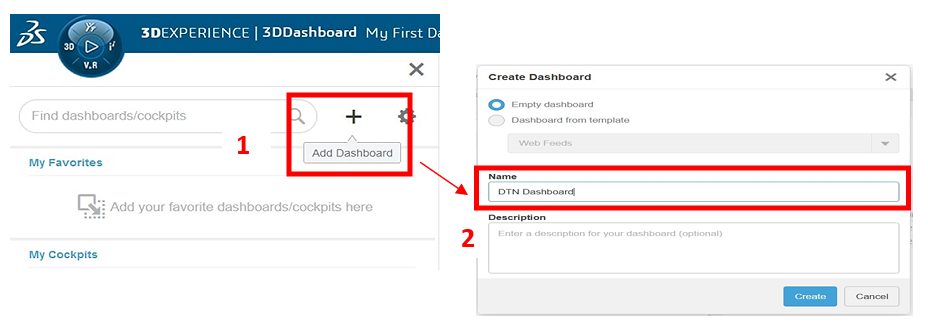 3DEXPERIENCE | 3DDashboard My First Da
3D
V.R
Find dashboards/cockpits
1
Add Dashboard
My Favorites
Add your favorite dashboards/cockpits here
My Cockpits
Create Dashboard
Empty dashboard
Dashboard from template
Web Feeds
Name
DTN Dashboard
2
Description
Enter a description for your dashboard (optional)
Create
Cancel